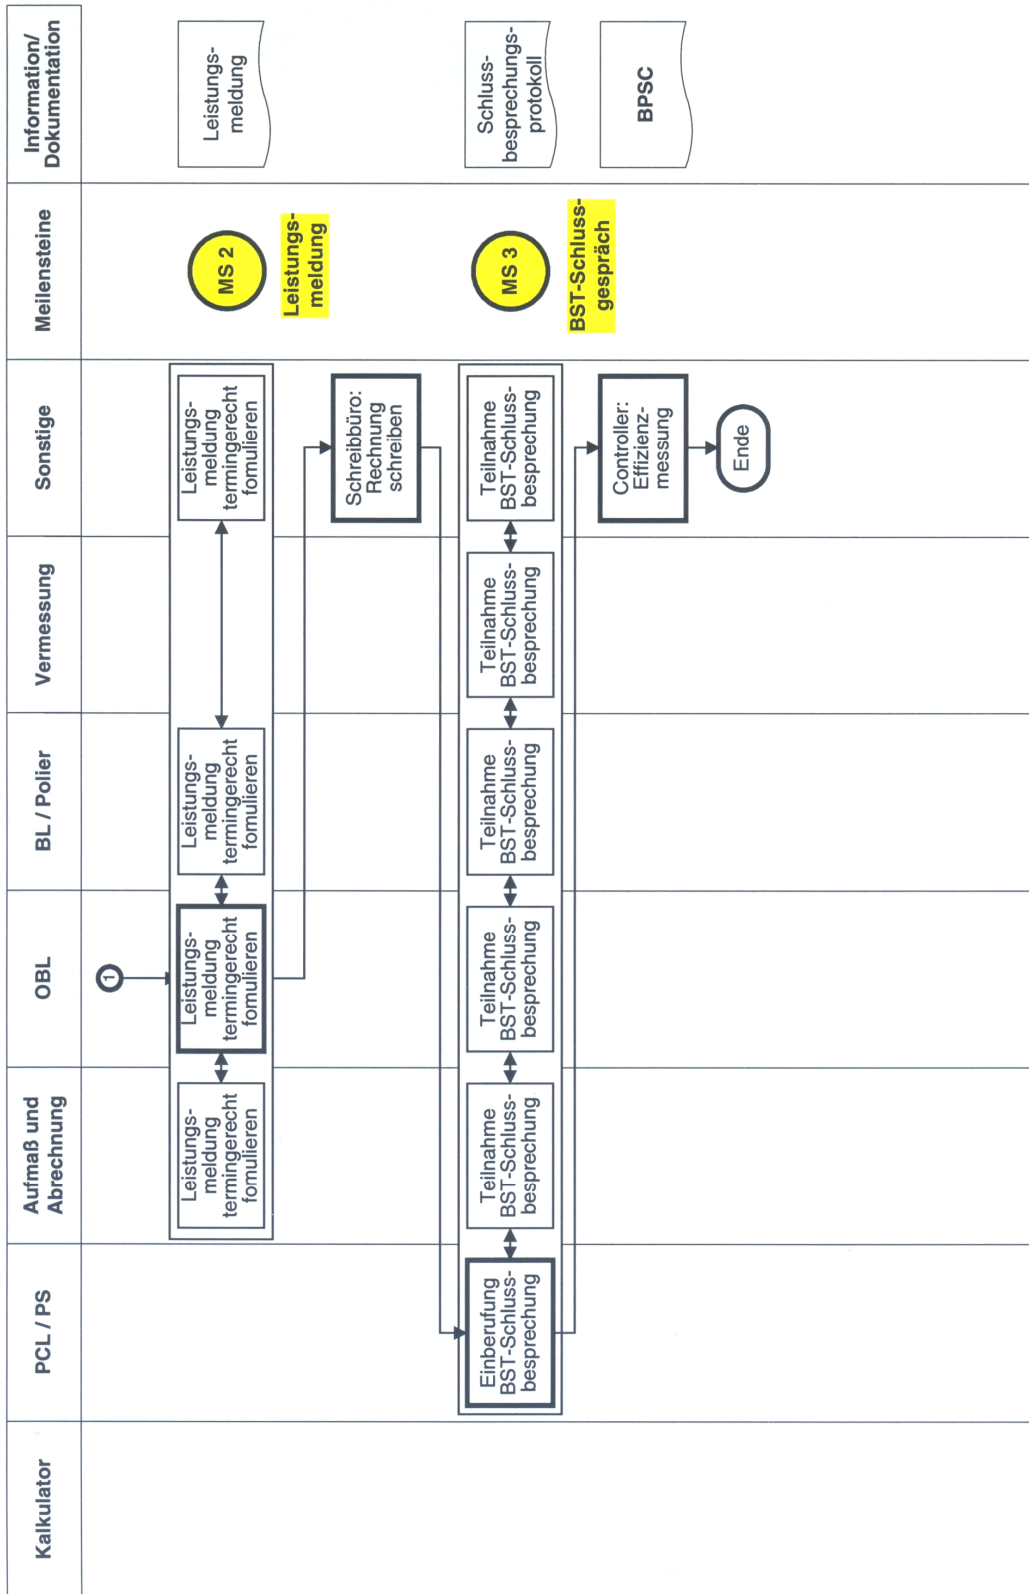 Kalkulator
PCL / PS
Aufmaß und
Abrechnung
OBL
BL / Polier
Vermessung
Sonstige
Meilensteine
Information/
Dokumentation
1
Leistungs-
meldung
termingerecht
fomulieren
Leistungs-
meldung
termingerecht
fomulieren
Leistungs-
meldung
termingerecht
fomulieren
Leistungs-
meldung
termingerecht
fomulieren
MS 2
Leistungs-
meldung
Leistungs-
meldung
Schreibbüro:
Rechnung
schreiben
Einberufung
BST-Schluss-
besprechung
Teilnahme
BST-Schluss-
besprechung
Teilnahme
BST-Schluss-
besprechung
Teilnahme
BST-Schluss-
besprechung
Teilnahme
BST-Schluss-
besprechung
Teilnahme
BST-Schluss-
besprechung
MS 3
BST-Schluss-
gespräch
Schluss-
besprechungs-
protokoll
Controller:
Effizienz-
messung
BPSC
Ende